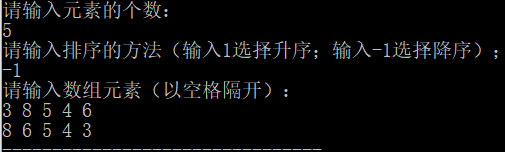 请输入元素的个数：
5
请输入排序的方法（输入1选择升序；输入-1选择降序）；
-1
请输入数组元素（以空格隔开）：
3 8 5 4 6
8 6 5 4 3
--------------------------------